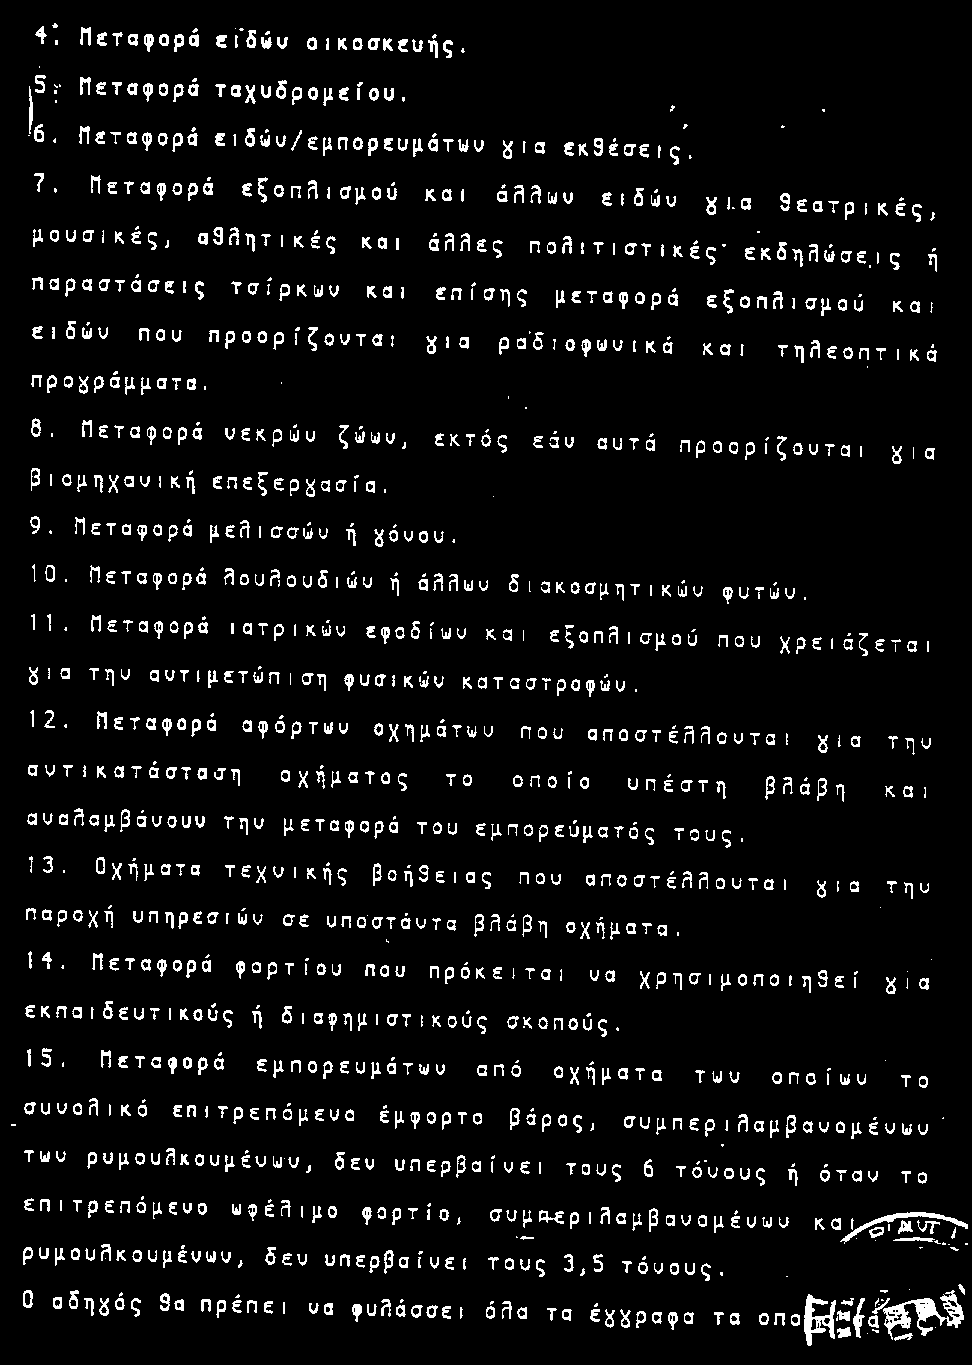 4. Μεταφορά ειδών οικοσκευής.
5. Μεταφορά ταχυδρομείου.
6. Μεταφορά ειδών/εμπορευμάτων για εκθέσεις.
7. Μεταφορά εξοπλισμού και άλλων ειδών για θεατρικές,
μουσικές, αθλητικές και άλλες πολιτιστικές εκδηλώσεις ή
παραστάσεις τσίρκων και επίσης μεταφορά εξοπλισμού και
ειδών που προορίζονται για ραδιοφωνικά και τηλεοπτικά
προγράμματα.
8. Μεταφορά νεκρών ζώων, εκτός εάν αυτά προορίζονται για
βιομηχανική επεξεργασία.
9. Μεταφορά μελισσών ή γόνου.
10. Μεταφορά λουλουδιών ή άλλων διακοσμητικών φυτών.
11. Μεταφορά ιατρικών εφοδίων και εξοπλισμού που χρειάζεται
για την αντιμετώπιση φυσικών καταστροφών.
12. Μεταφορά αφόρτων οχημάτων που αποστέλλονται για την
αντικατάσταση οχήματος το οποίο υπέστη βλάβη και
αναλαμβάνουν την μεταφορά του εμπορεύματός τους.
13. Οχήματα τεχνικής βοήθειας που αποστέλλονται για την
παροχή υπηρεσιών σε υποστάντα βλάβη οχήματα.
14. Μεταφορά φορτίου που πρόκειται να χρησιμοποιηθεί για
εκπαιδευτικούς ή διαφημιστικούς σκοπούς.
15. Μεταφορά εμπορευμάτων από οχήματα των οποίων το
συνολικό επιτρεπόμενο έμφορτο βάρος, συμπεριλαμβανομένων
των ρυμουλκουμένων, δεν υπερβαίνει τους 6 τόνους ή όταν το
επιτρεπόμενο ωφέλιμο φορτίο, συμπεριλαμβανομένων και
ρυμουλκουμένων, δεν υπερβαίνει τους 3,5 τόνους.
Ο οδηγός θα πρέπει να φυλάσσει όλα τα έγγραφα τα